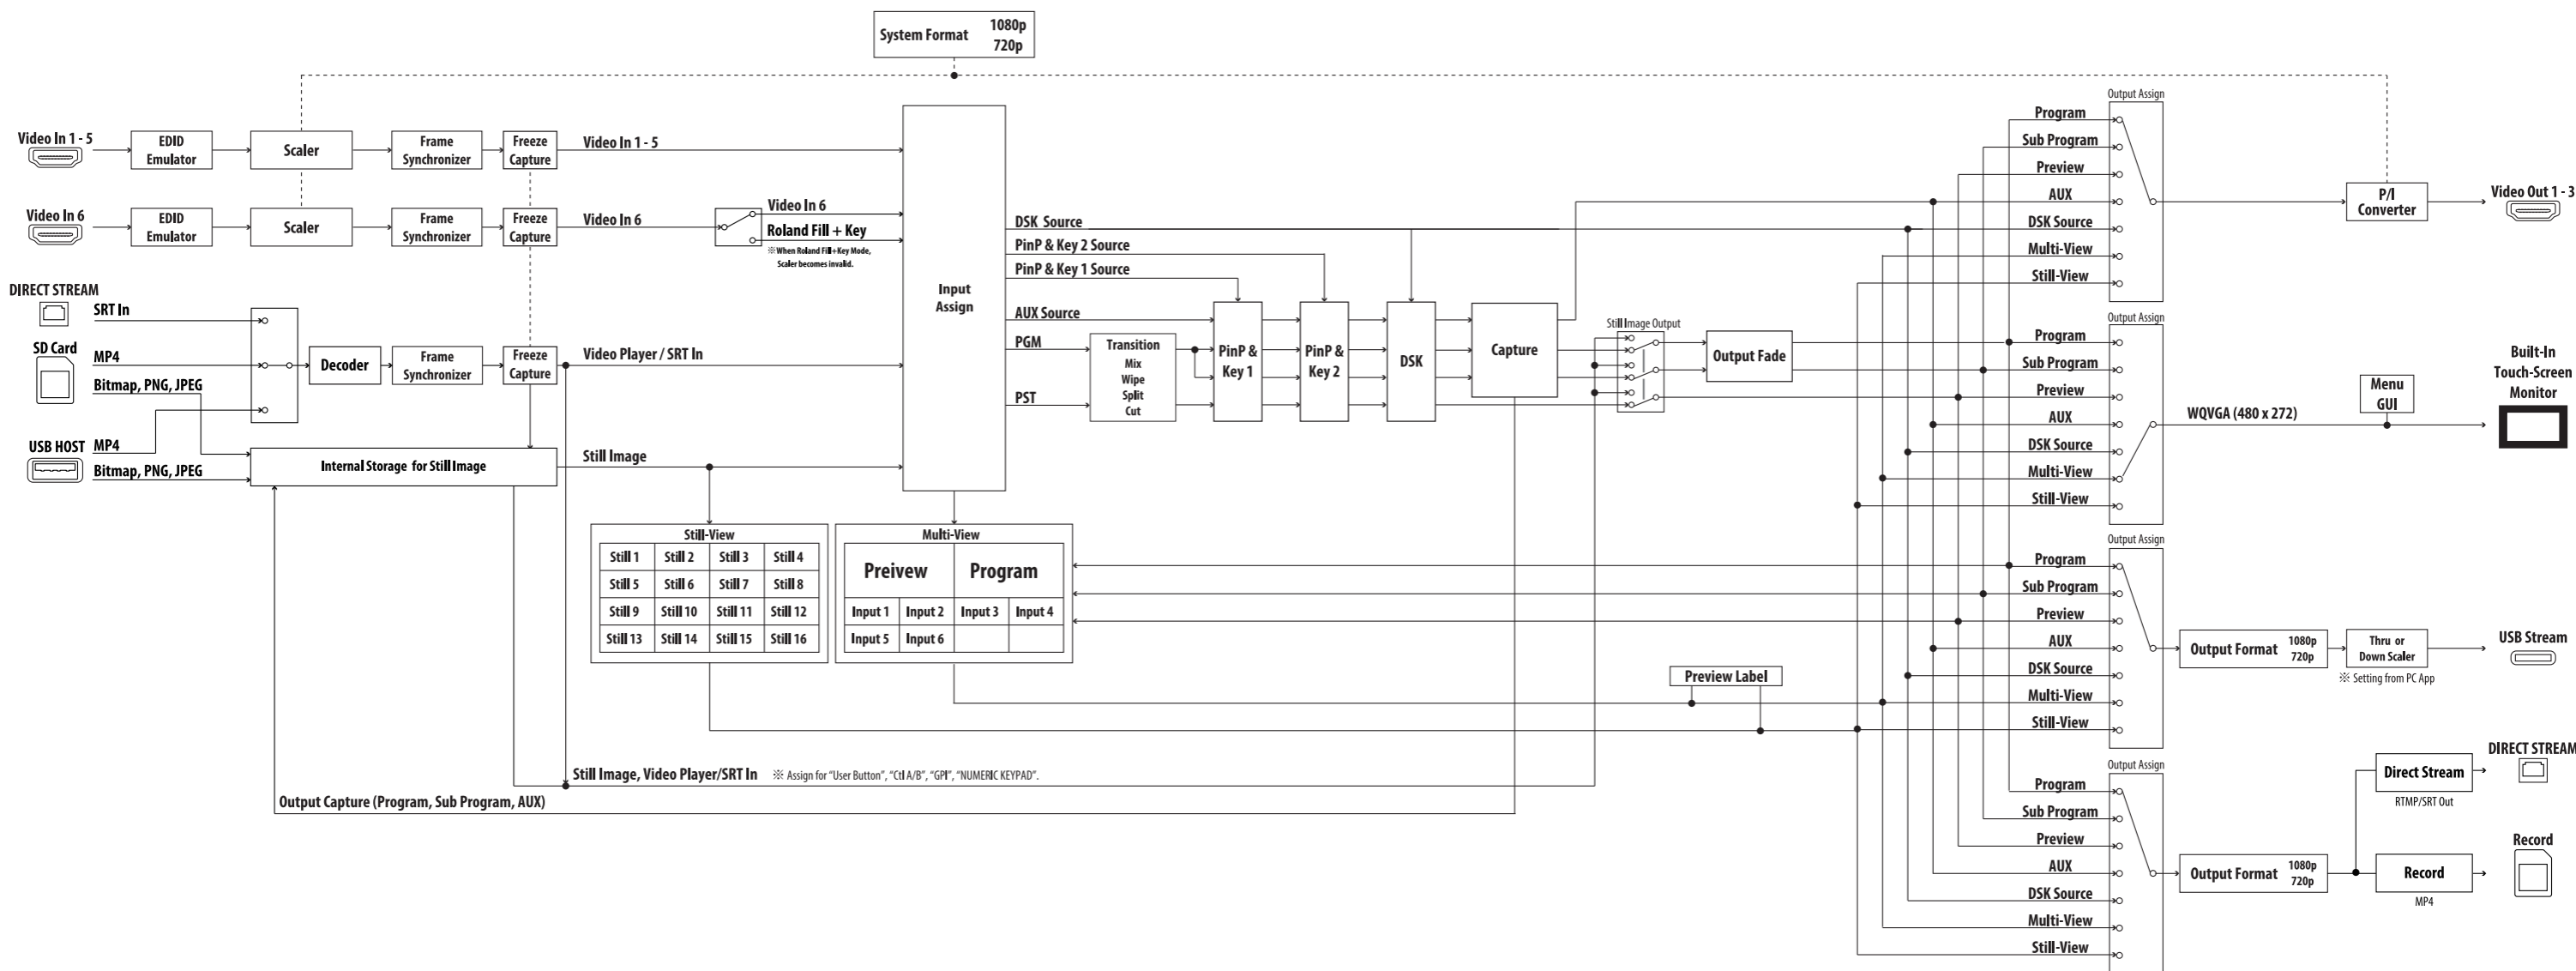 System Format
1080p
720p
Video In 1 - 5
EDID
Emulator
Scaler
Frame
Synchronizer
Freeze
Capture
Video In 1 - 5
Video In 6
EDID
Emulator
Scaler
Frame
Synchronizer
Freeze
Capture
Video In 6
Video In 6
Roland Fill + Key
※ When Roland Fill+Key Mode,
Scaler becomes invalid.
DIRECT STREAM
SRT In
SD Card
MP4
Bitmap, PNG, JPEG
USB HOST
MP4
Bitmap, PNG, JPEG
Decoder
Frame
Synchronizer
Freeze
Capture
Video Player / SRT In
Internal Storage for Still Image
Still Image
Input
Assign
DSK Source
PinP & Key 2 Source
PinP & Key 1 Source
AUX Source
PGM
PST
Transition
Mix
Wipe
Split
Cut
PinP &
Key 1
PinP &
Key 2
DSK
Capture
Still Image Output
Output Fade
Still-View
Still 1 Still 2 Still 3 Still 4
Still 5 Still 6 Still 7 Still 8
Still 9 Still 10 Still 11 Still 12
Still 13 Still 14 Still 15 Still 16
Multi-View
Preivew Program
Input 1 Input 2 Input 3 Input 4
Input 5 Input 6
Preview Label
Still Image, Video Player/SRT In ※ Assign for "User Button", "Ctl A/B", "GPI", "NUMERIC KEYPAD".
Output Capture (Program, Sub Program, AUX)
Output Assign
Program
Sub Program
Preview
AUX
DSK Source
Multi-View
Still-View
P/I
Converter
Video Out 1 - 3
Output Assign
Program
Sub Program
Preview
AUX
DSK Source
Multi-View
Still-View
WQVGA (480 x 272)
Menu
GUI
Built-In
Touch-Screen
Monitor
Output Assign
Program
Sub Program
Preview
AUX
DSK Source
Multi-View
Still-View
Output Format
1080p
720p
Thru or
Down Scaler
※ Setting from PC App
USB Stream
Output Assign
Program
Sub Program
Preview
AUX
DSK Source
Multi-View
Still-View
Output Format
1080p
720p
Direct Stream
RTMP/SRT Out
DIRECT STREAM
Record
MP4
Record